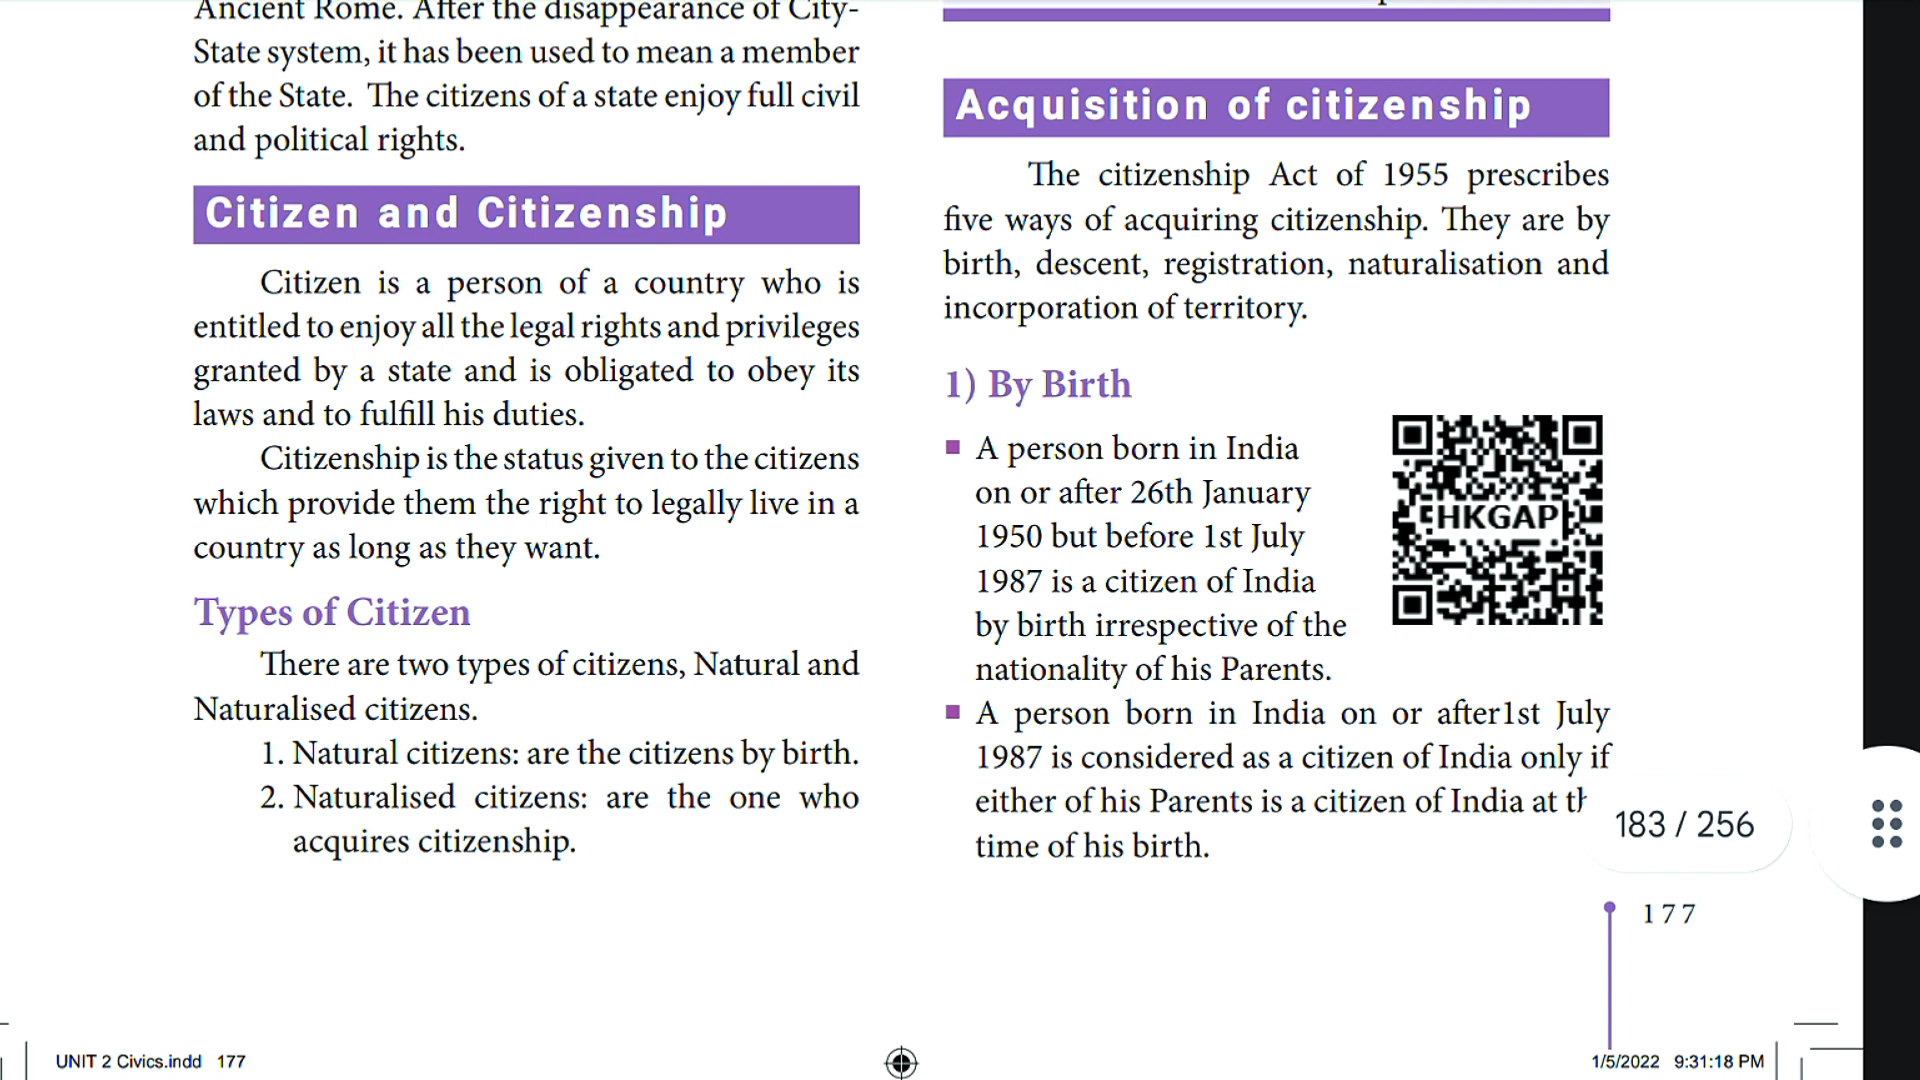 Ancient Rome. After the disappearance of City-
State system, it has been used to mean a member
of the State. The citizens of a state enjoy full civil
and political rights.
Citizen and Citizenship
Citizen is a person of a country who is
entitled to enjoy all the legal rights and privileges
granted by a state and is obligated to obey its
laws and to fulfill his duties.
Citizenship is the status given to the citizens
which provide them the right to legally live in a
country as long as they want.
Types of Citizen
There are two types of citizens, Natural and
Naturalised citizens.
1. Natural citizens: are the citizens by birth.
2. Naturalised citizens: are the one who
acquires citizenship.
Acquisition of citizenship
The citizenship Act of 1955 prescribes
five ways of acquiring citizenship. They are by
birth, descent, registration, naturalisation and
incorporation of territory.
1) By Birth
A person born in India
on or after 26th January
1950 but before 1st July
1987 is a citizen of India
by birth irrespective of the
nationality of his Parents.
HKGAP
A person born in India on or after1st July
1987 is considered as a citizen of India only if
either of his Parents is a citizen of India at
time of his birth.
183 / 256
177
UNIT 2 Civics.indd 177
1/5/2022 9:31:18 PM